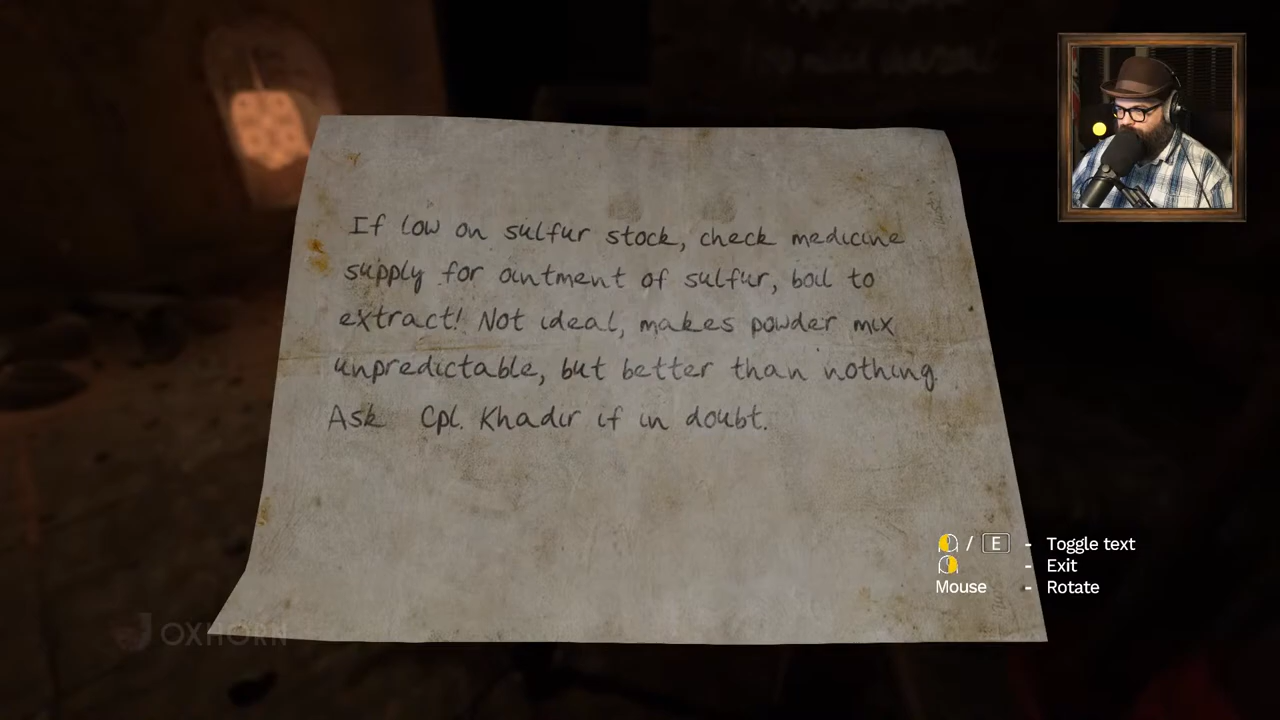 If low on sulfur stock, check medicine
supply for ointment of sulfur, boil to
extract! Not ideal, makes powder mix
unpredictable, but better than nothing.
Ask Cpl. Khadir if in doubt.
/ E - Toggle text
- Exit
Mouse - Rotate
OXHORN